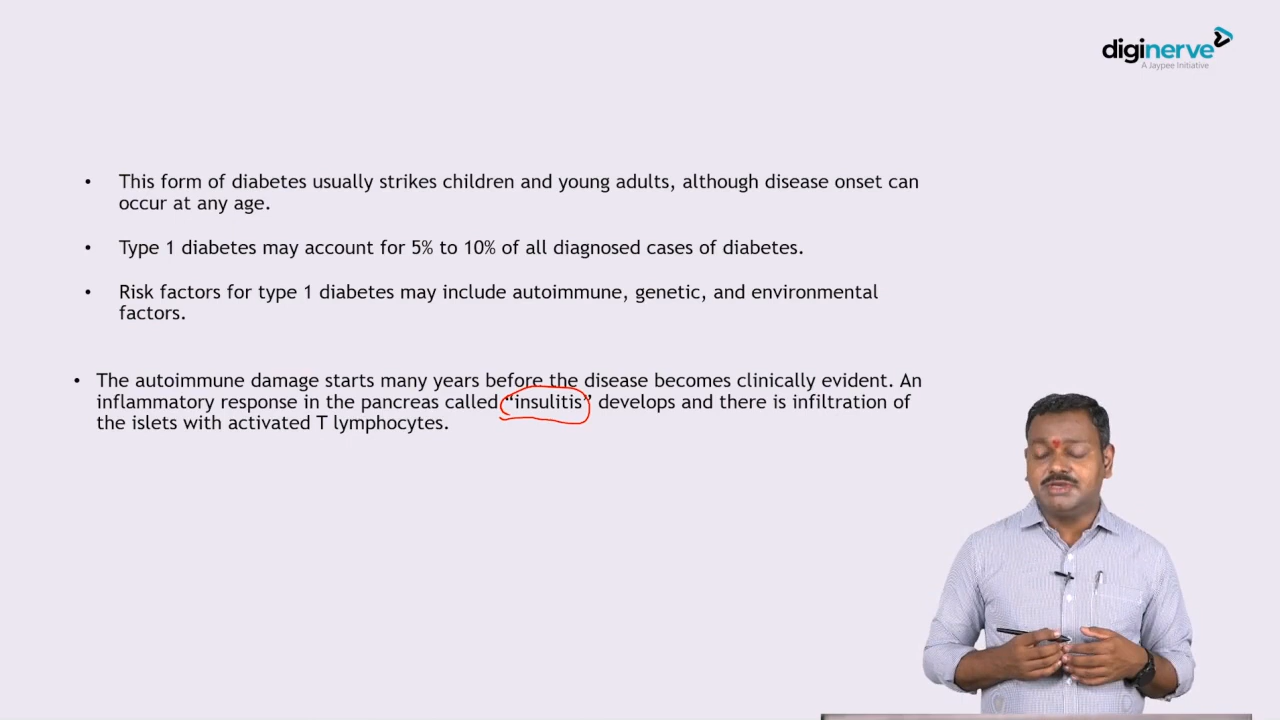 diginerve
A Jaypee Initiative
• This form of diabetes usually strikes children and young adults, although disease onset can
occur at any age.
• Type 1 diabetes may account for 5% to 10% of all diagnosed cases of diabetes.
• Risk factors for type 1 diabetes may include autoimmune, genetic, and environmental
factors.
• The autoimmune damage starts many years before the disease becomes clinically evident. An
inflammatory response in the pancreas called “insulitis” develops and there is infiltration of
the islets with activated T lymphocytes.